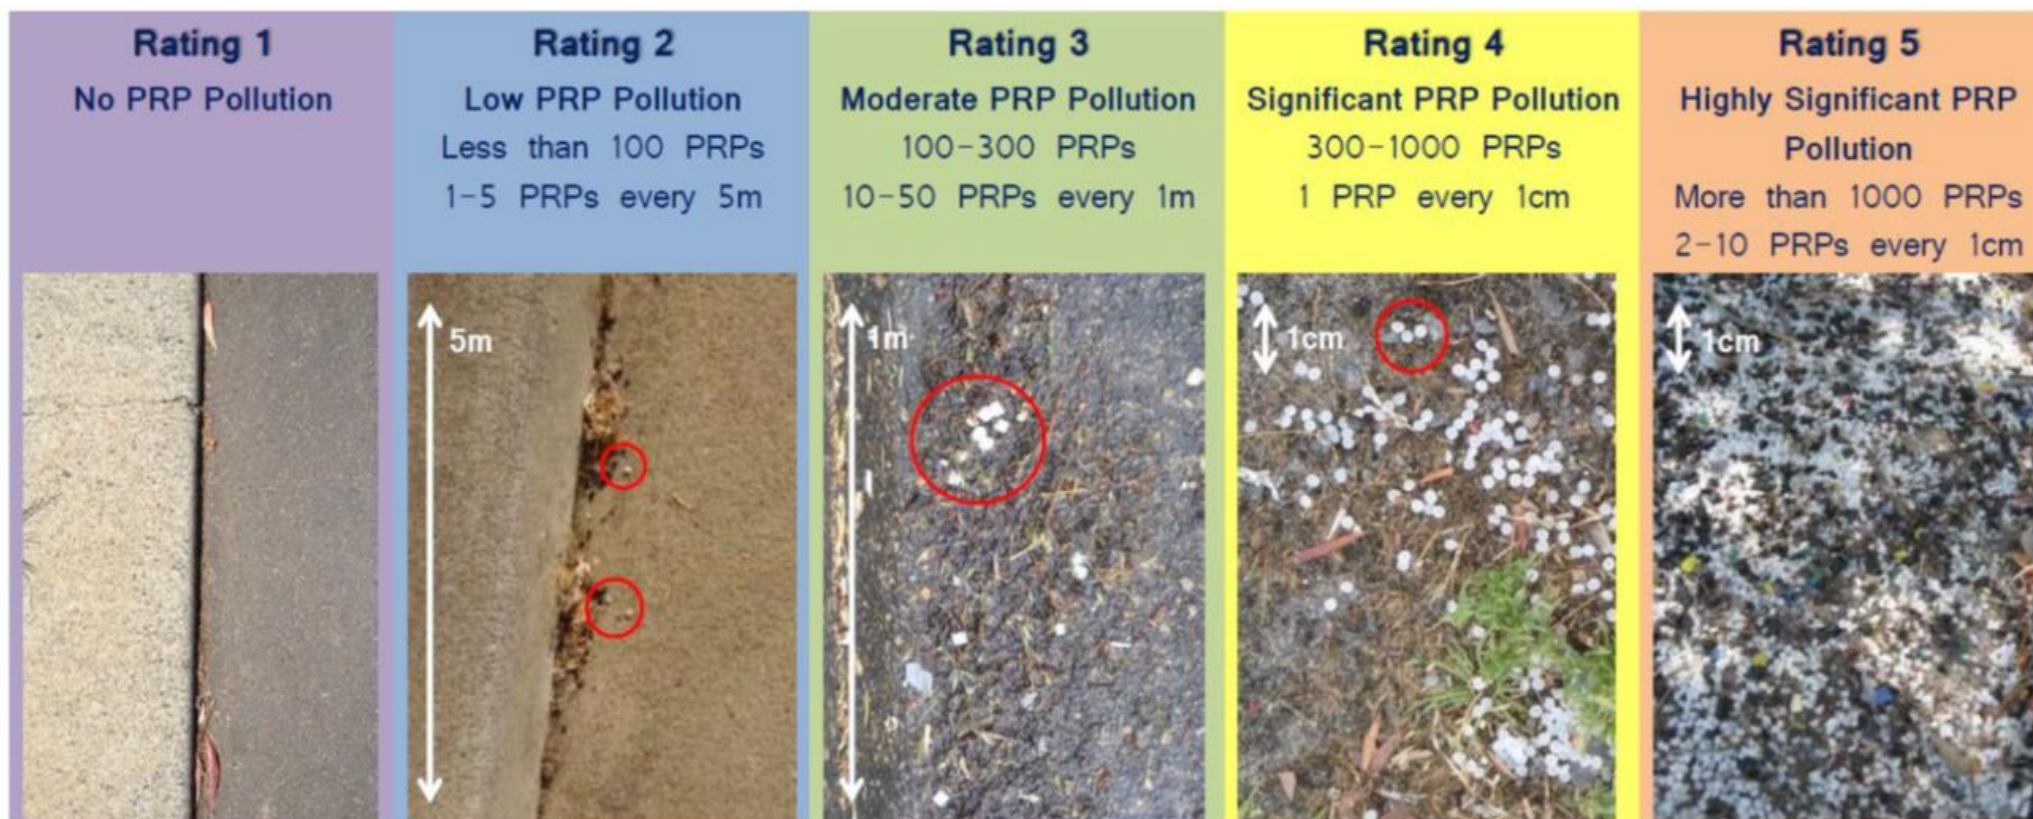 Rating 1
No PRP Pollution
Rating 2
Low PRP Pollution
Less than 100 PRPs
1-5 PRPs every 5m
5m
Rating 3
Moderate PRP Pollution
100-300 PRPs
10-50 PRPs every 1m
1m
Rating 4
Significant PRP Pollution
300-1000 PRPs
1 PRP every 1cm
1cm
Rating 5
Highly Significant PRP
Pollution
More than 1000 PRPs
2-10 PRPs every 1cm
1cm